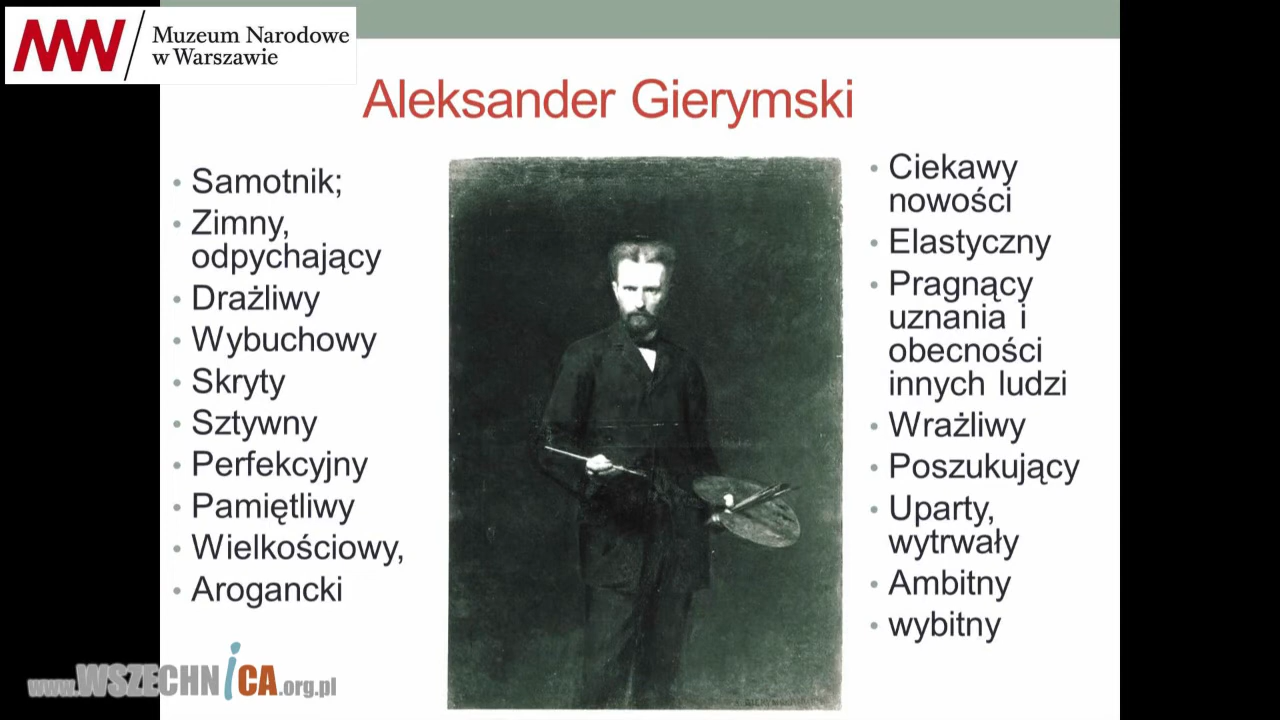 Muzeum Narodowe
w Warszawie
Aleksander Gierymski
• Samotnik;
• Zimny,
odpychający
• Drażliwy
• Wybuchowy
• Skryty
• Sztywny
• Perfekcyjny
• Pamiętliwy
• Wielkościowy,
• Arogancki
• Ciekawy
nowości
• Elastyczny
• Pragnący
uznania i
obecności
innych ludzi
• Wrażliwy
• Poszukujący
• Uparty,
wytrwały
• Ambitny
• wybitny
www.WSZECHNiCA.org.pl